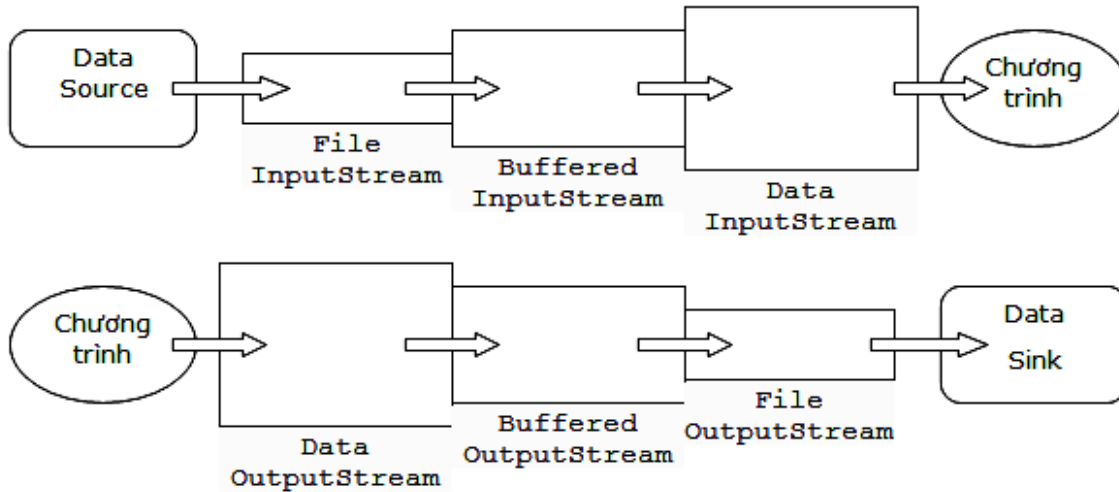 Data
Source
File
InputStream
Buffered
InputStream
Data
InputStream
Chương
trình
Chương
trình
Data
OutputStream
Buffered
OutputStream
File
OutputStream
Data
Sink